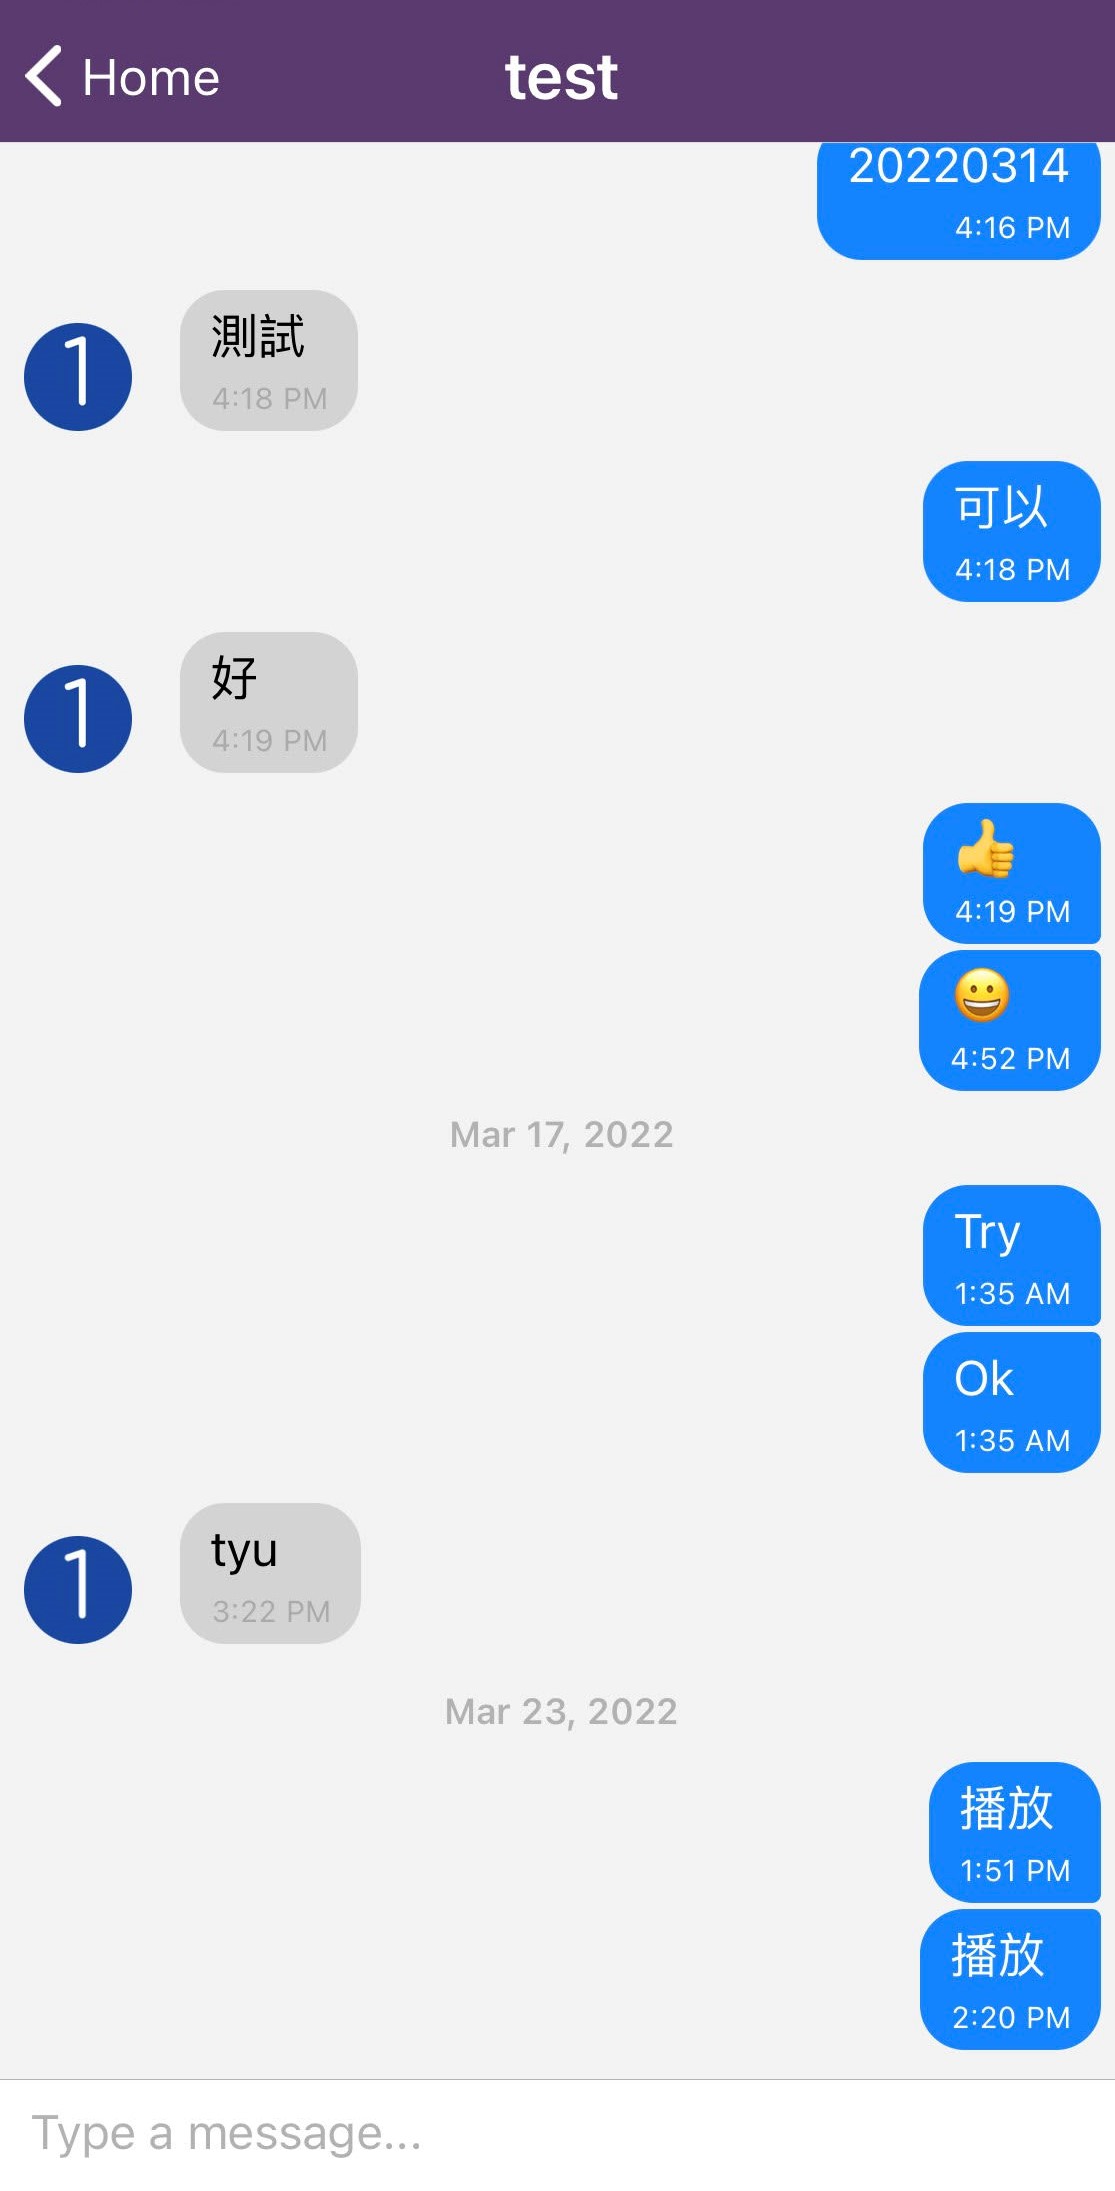 Home
test
20220314
4:16 PM
1
測試
4:18 PM
可以
4:18 PM
1
好
4:19 PM
👍
4:19 PM
😀
4:52 PM
Mar 17, 2022
Try
1:35 AM
Ok
1:35 AM
1
tyu
3:22 PM
Mar 23, 2022
播放
1:51 PM
播放
2:20 PM
Type a message...